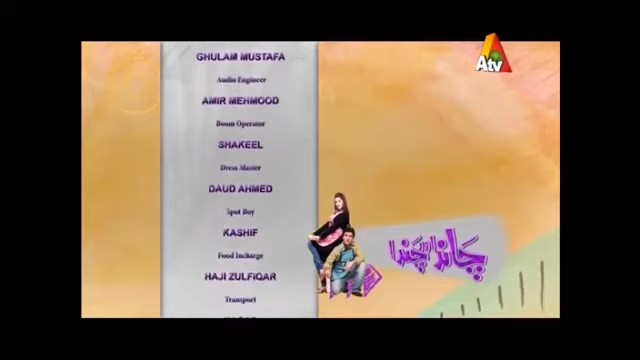 GHULAM MUSTAFA
Audio Engineer
AMIR MEHMOOD
Boom Operator
SHAKEEL
Dress Master
DAUD AHMED
Spot Boy
KASHIF
Food Incharge
HAJI ZULFIQAR
Transport
Atv
چاند اور چندا